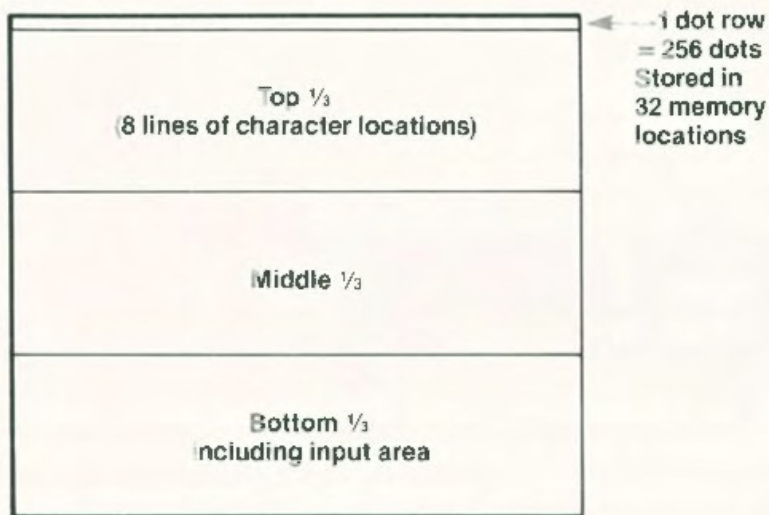 1 dot row
= 256 dots
Stored in
32 memory
locations
Top ⅓
(8 lines of character locations)
Middle ⅓
Bottom ⅓
including input area